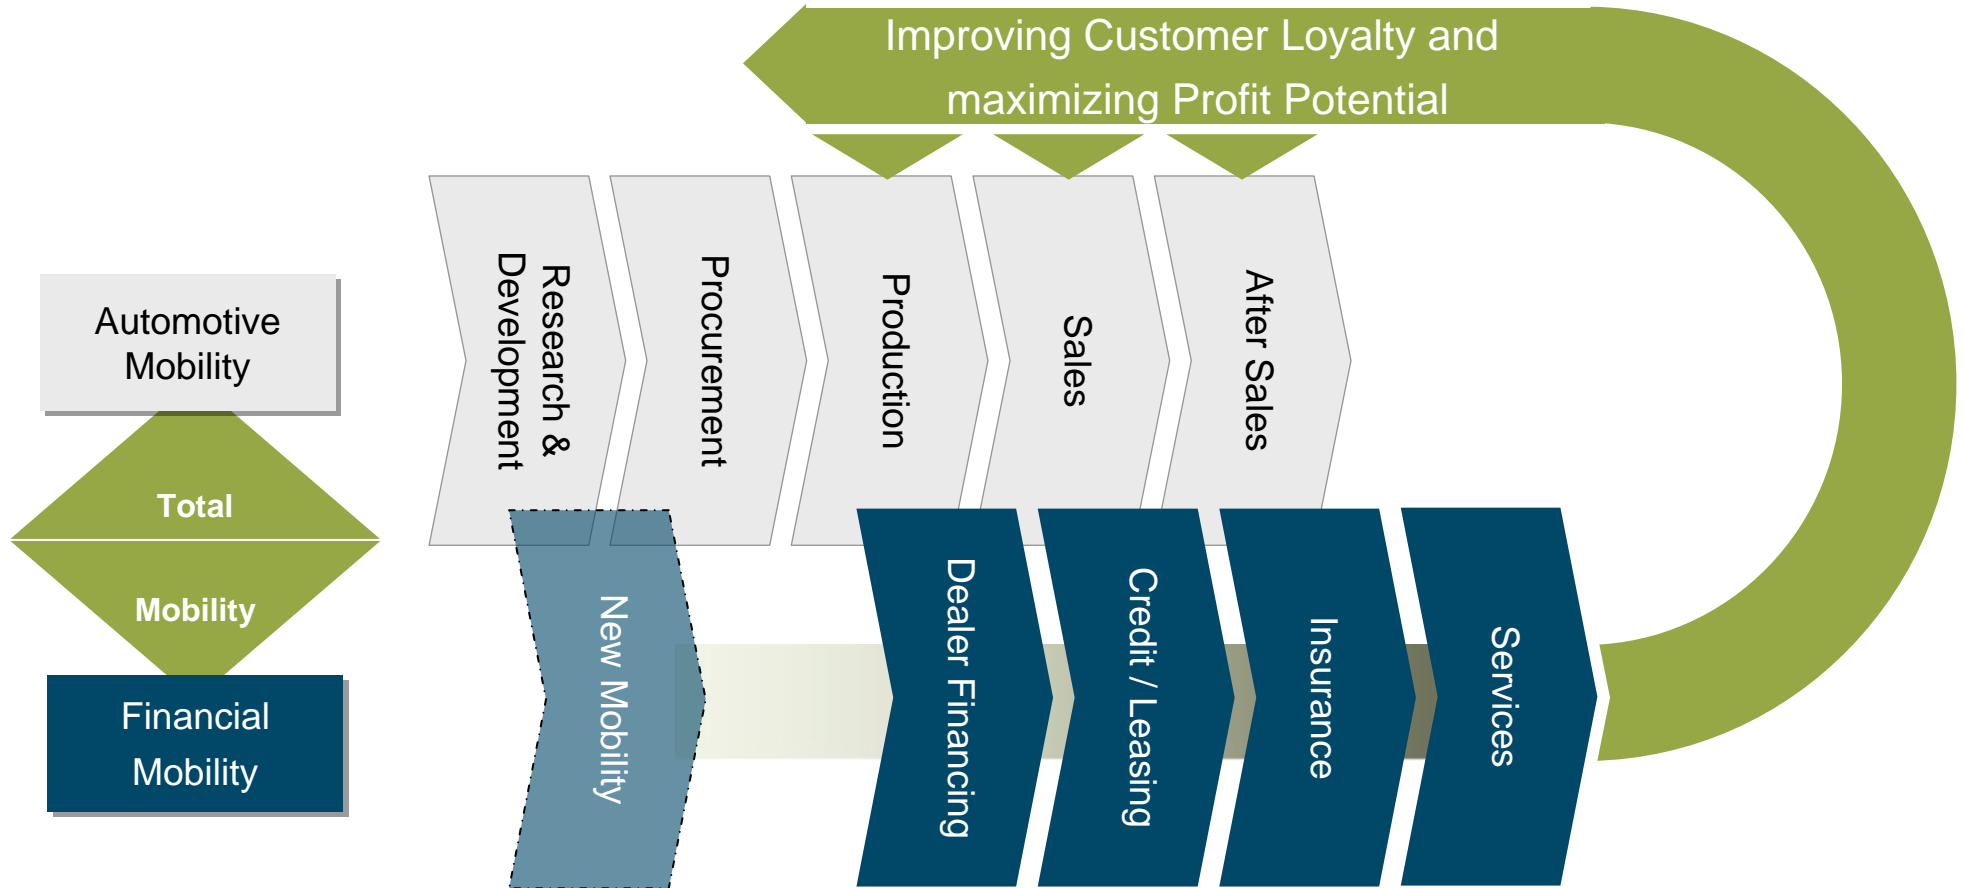 Improving Customer Loyalty and
maximizing Profit Potential
Automotive
Mobility
Total
Mobility
Financial
Mobility
Research &
Development
Procurement
Production
Sales
After Sales
New Mobility
Dealer Financing
Credit / Leasing
Insurance
Services